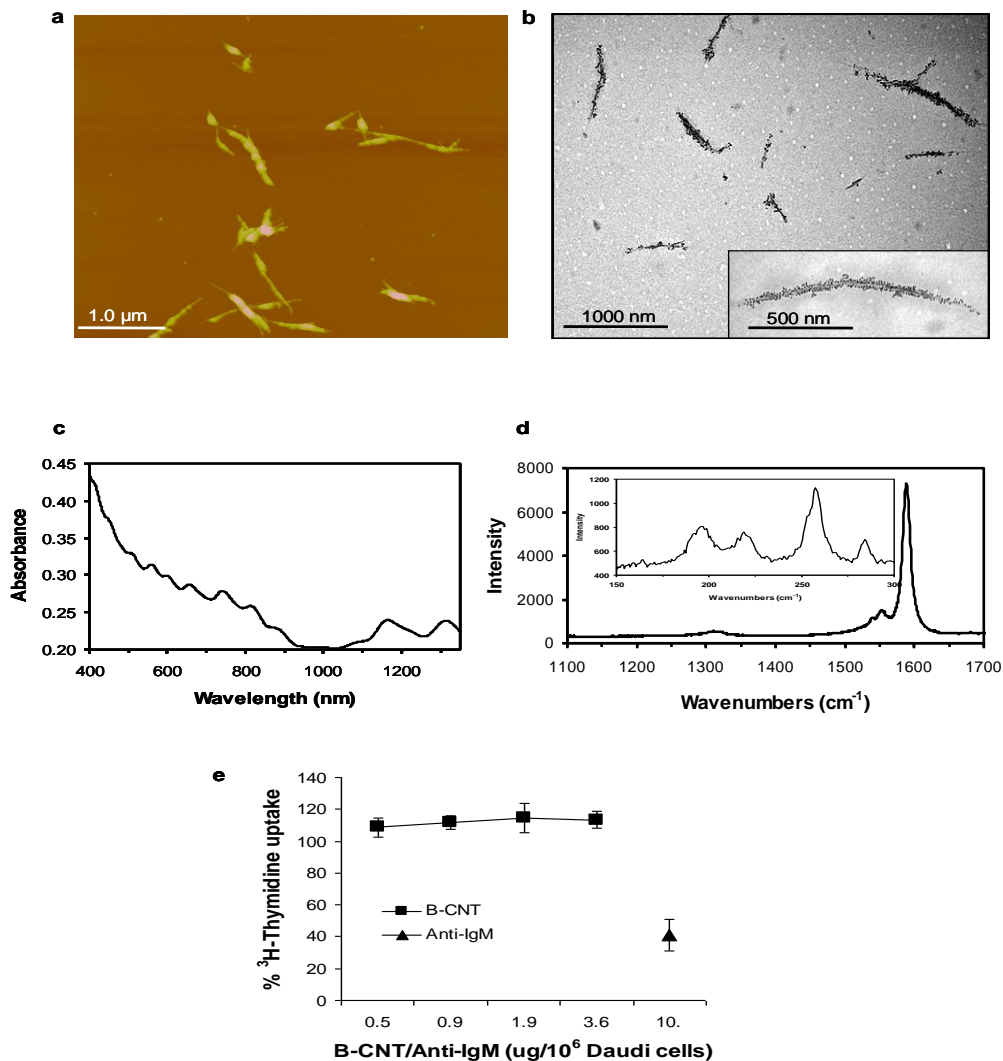 a
1.0 μm
b
1000 nm
500 nm
c
0.45
0.40
0.35
0.30
0.25
0.20
Absorbance
400 600 800 1000 1200
Wavelength (nm)
d
8000
6000
4000
2000
0
Intensity
1200
1000
800
600
400
Intensity
150 200 250 300
Wavenumbers (cm⁻¹)
1100 1200 1300 1400 1500 1600 1700
Wavenumbers (cm⁻¹)
e
140
120
100
80
60
40
20
0
% ³H-Thymidine uptake
B-CNT
Anti-IgM
0.5 0.9 1.9 3.6 10.
B-CNT/Anti-IgM (ug/10⁶ Daudi cells)